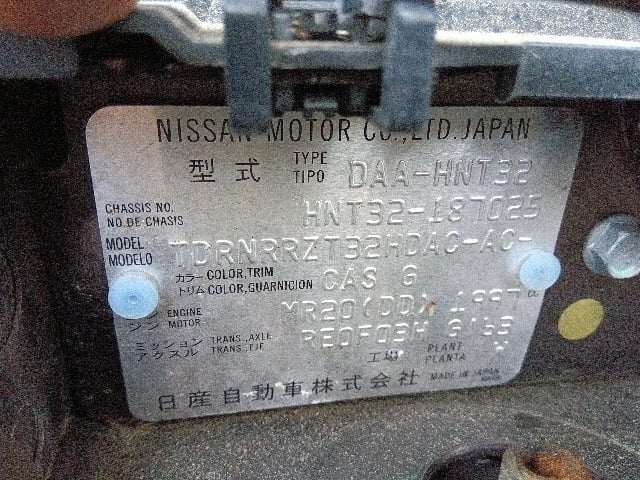 NISSAN MOTOR CO.,LTD. JAPAN
型式 TYPE TIPO DAA-HNT32
CHASSIS NO. NO.DE-CHASIS HNT32-187025
MODEL MODELO TDRNRRZT32HDAC-AC-
カラー COLOR,TRIM
トリム COLOR,GUARNICION CAS G
ENGINE MOTOR MR20(DD) 1997cc
ミッション TRANS.,AXLE
アクスル TRANS.,EJE RE0F03H G163
工場 PLANT PLANTA
日産自動車株式会社 MADE IN JAPAN